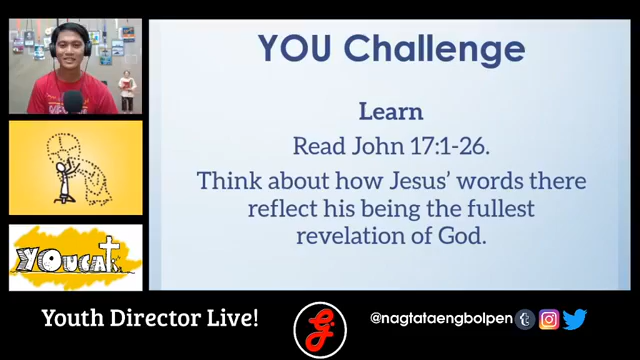 YOU Challenge
Learn
Read John 17:1-26.
Think about how Jesus’ words there
reflect his being the fullest
revelation of God.
YOUCAT
Youth Director Live!
G
@nagtataengbolpen